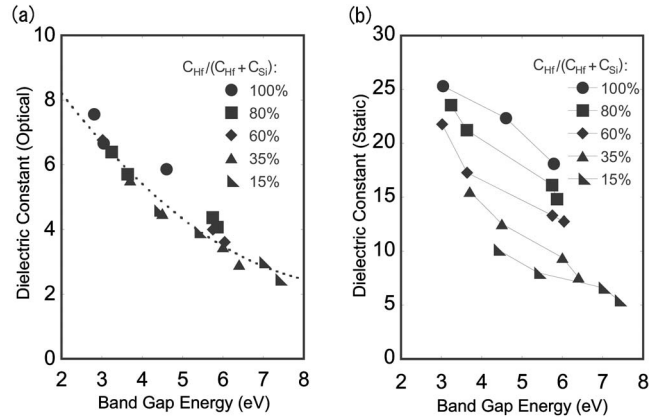 (a)
10
8
6
4
2
0
Dielectric Constant (Optical)
C_Hf/(C_Hf + C_Si):
100%
80%
60%
35%
15%
2 3 4 5 6 7 8
Band Gap Energy (eV)
(b)
30
25
20
15
10
5
0
Dielectric Constant (Static)
C_Hf/(C_Hf + C_Si):
100%
80%
60%
35%
15%
2 3 4 5 6 7 8
Band Gap Energy (eV)